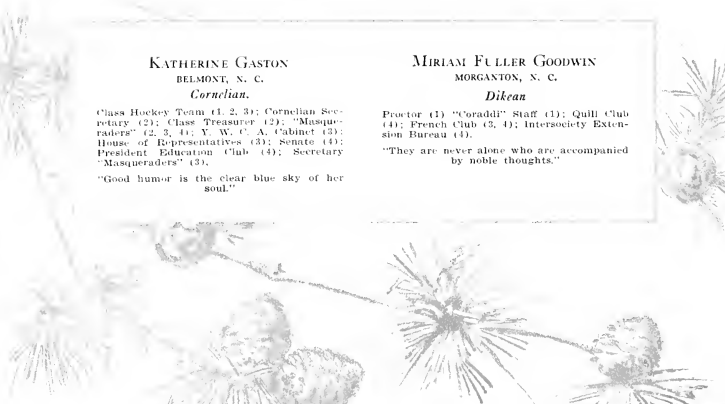 KATHERINE GASTON
BELMONT, N. C.
Cornelian.
Class Hockey Team (1, 2, 3); Cornelian Sec-
retary (2); Class Treasurer (2); "Masque-
raders" (2, 3, 4); Y. W. C. A. Cabinet (3);
House of Representatives (3); Senate (4);
President Education Club (4); Secretary
"Masqueraders" (3).
"Good humor is the clear blue sky of her
soul."
MIRIAM FULLER GOODWIN
MORGANTON, N. C.
Dikean
Proctor (1) "Coraddi" Staff (1); Quill Club
(4); French Club (3, 4); Intersociety Exten-
sion Bureau (4).
"They are never alone who are accompanied
by noble thoughts."